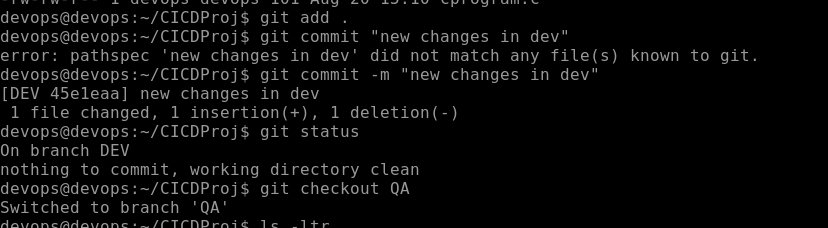 -rw-rw-r-- 1 devops devops 101 Aug 20 15:10 cprogram.c
devops@devops:~/CICDProj$ git add .
devops@devops:~/CICDProj$ git commit "new changes in dev"
error: pathspec 'new changes in dev' did not match any file(s) known to git.
devops@devops:~/CICDProj$ git commit -m "new changes in dev"
[DEV 45e1eaa] new changes in dev
 1 file changed, 1 insertion(+), 1 deletion(-)
devops@devops:~/CICDProj$ git status
On branch DEV
nothing to commit, working directory clean
devops@devops:~/CICDProj$ git checkout QA
Switched to branch 'QA'
devops@devops:~/CICDProj$ ls -ltr